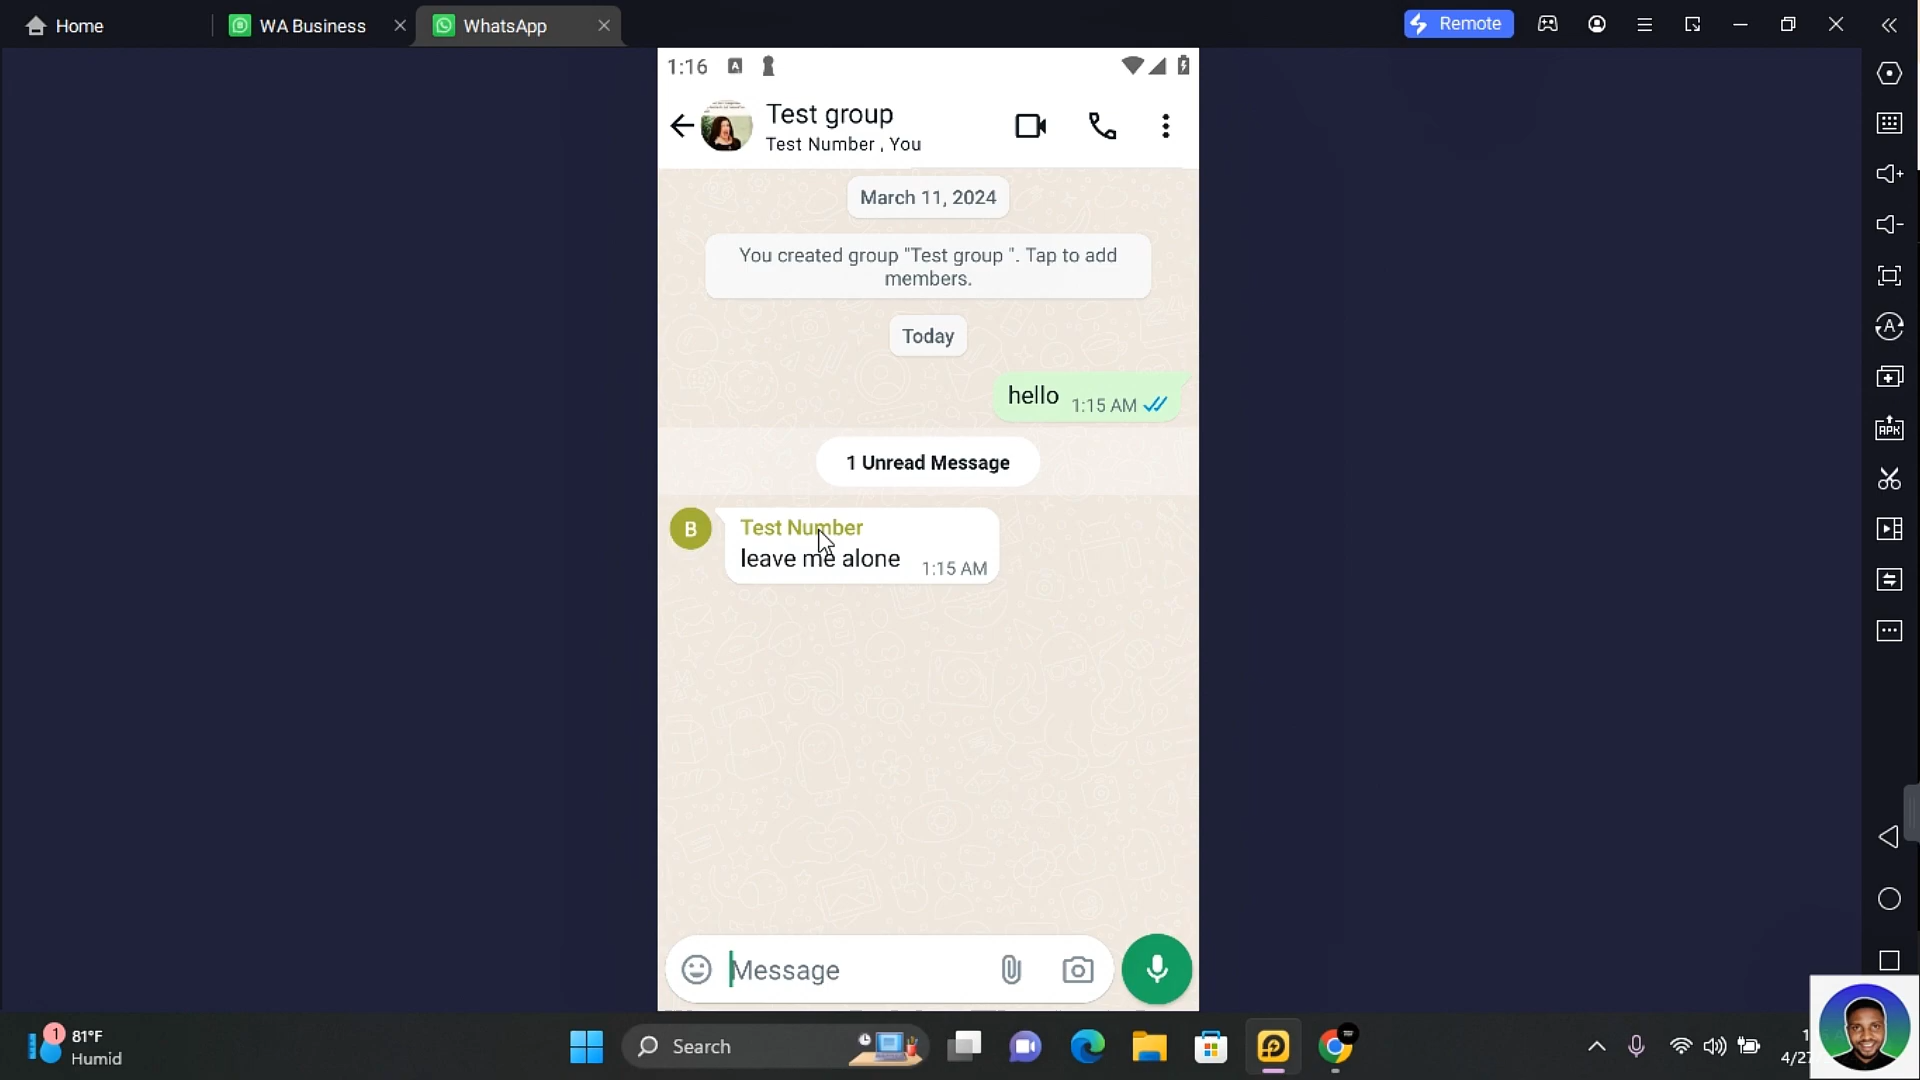 Home
WA Business
WhatsApp
Remote
1:16
Test group
Test Number , You
March 11, 2024
You created group "Test group ". Tap to add
members.
Today
hello 1:15 AM
1 Unread Message
B
Test Number
leave me alone 1:15 AM
Message
A
APK
1
81°F
Humid
Search